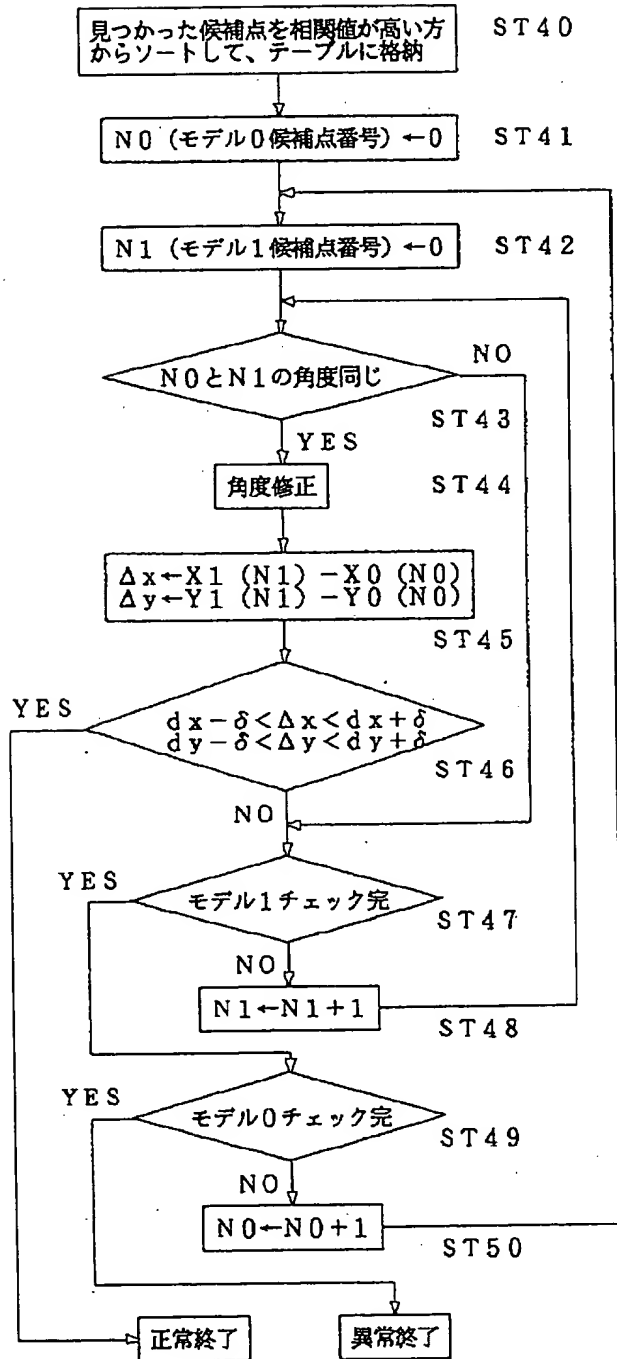 見つかった候補点を相関値が高い方
からソートして、テーブルに格納
ST40
N0（モデル0候補点番号）←0
ST41
N1（モデル1候補点番号）←0
ST42
N0とN1の角度同じ
NO
ST43
YES
角度修正
ST44
Δx←X1（N1）－X0（N0）
Δy←Y1（N1）－Y0（N0）
ST45
YES
dx－δ＜Δx＜dx＋δ
dy－δ＜Δy＜dy＋δ
ST46
NO
YES
モデル1チェック完
ST47
NO
N1←N1＋1
ST48
YES
モデル0チェック完
ST49
NO
N0←N0＋1
ST50
正常終了
異常終了